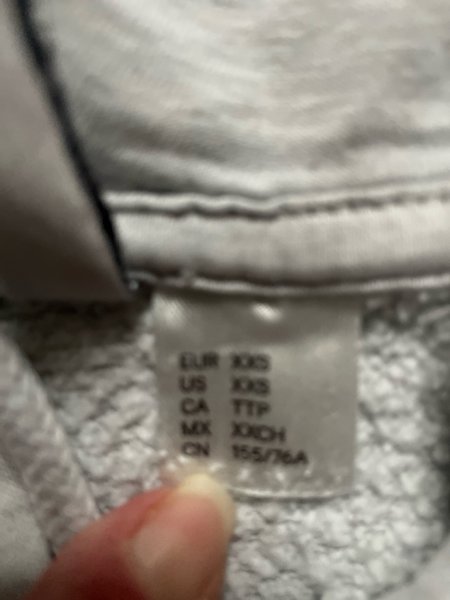 EUR XXS
US XXS
CA TTP
MX XXCH
CN 155/76A